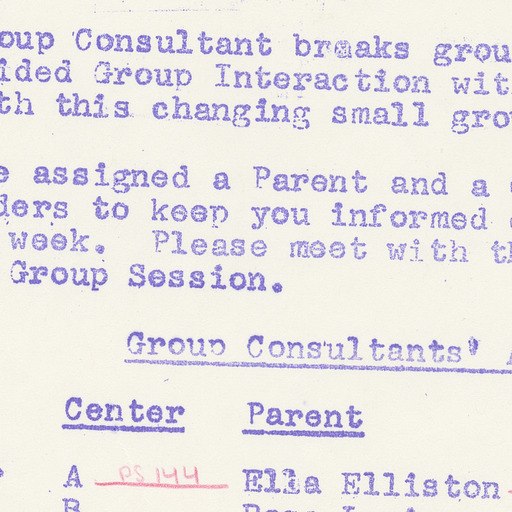 oup Consultant breaks grou
ided Group Interaction wit
th this changing small gro
e assigned a Parent and a
ders to keep you informed
week. Please meet with th
Group Session.
Group Consultants'
Center Parent
A PS 144 Ella Elliston
B